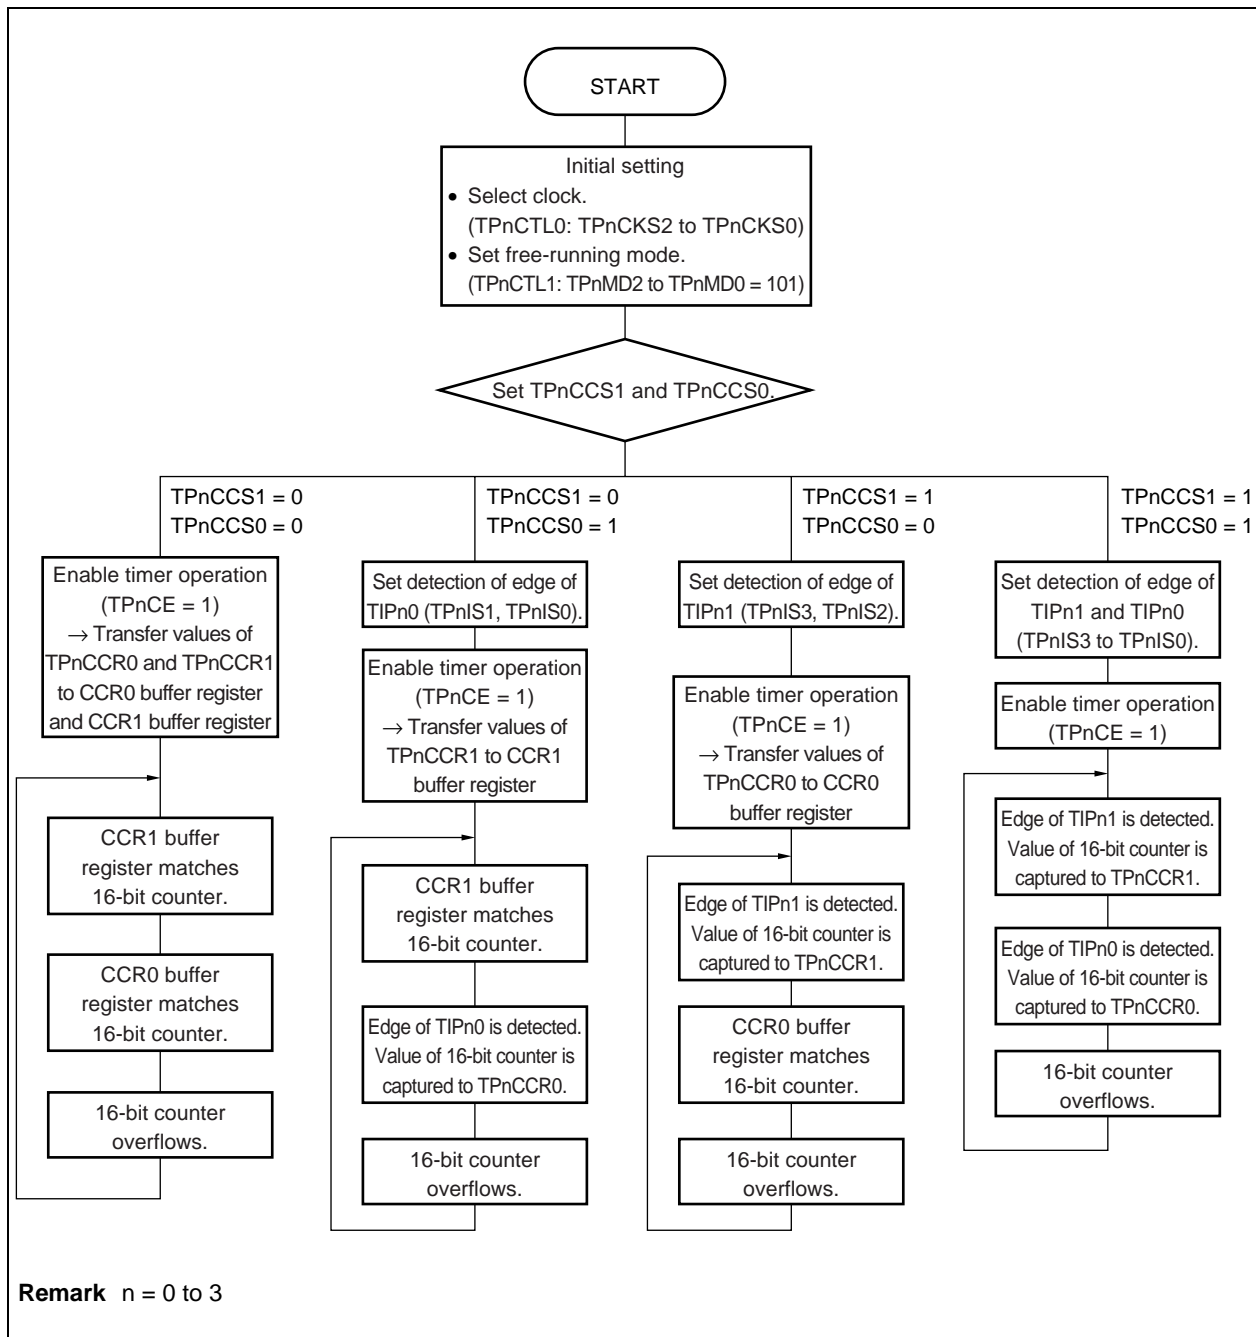 START
Initial setting
• Select clock.
(TPnCTL0: TPnCKS2 to TPnCKS0)
• Set free-running mode.
(TPnCTL1: TPnMD2 to TPnMD0 = 101)
Set TPnCCS1 and TPnCCS0.
TPnCCS1 = 0
TPnCCS0 = 0
Enable timer operation
(TPnCE = 1)
→ Transfer values of
TPnCCR0 and TPnCCR1
to CCR0 buffer register
and CCR1 buffer register
CCR1 buffer
register matches
16-bit counter.
CCR0 buffer
register matches
16-bit counter.
16-bit counter
overflows.
TPnCCS1 = 0
TPnCCS0 = 1
Set detection of edge of
TIPn0 (TPnIS1, TPnIS0).
Enable timer operation
(TPnCE = 1)
→ Transfer values of
TPnCCR1 to CCR1
buffer register
CCR1 buffer
register matches
16-bit counter.
Edge of TIPn0 is detected.
Value of 16-bit counter is
captured to TPnCCR0.
16-bit counter
overflows.
TPnCCS1 = 1
TPnCCS0 = 0
Set detection of edge of
TIPn1 (TPnIS3, TPnIS2).
Enable timer operation
(TPnCE = 1)
→ Transfer values of
TPnCCR0 to CCR0
buffer register
Edge of TIPn1 is detected.
Value of 16-bit counter is
captured to TPnCCR1.
CCR0 buffer
register matches
16-bit counter.
16-bit counter
overflows.
TPnCCS1 = 1
TPnCCS0 = 1
Set detection of edge of
TIPn1 and TIPn0
(TPnIS3 to TPnIS0).
Enable timer operation
(TPnCE = 1)
Edge of TIPn1 is detected.
Value of 16-bit counter is
captured to TPnCCR1.
Edge of TIPn0 is detected.
Value of 16-bit counter is
captured to TPnCCR0.
16-bit counter
overflows.
Remark n = 0 to 3